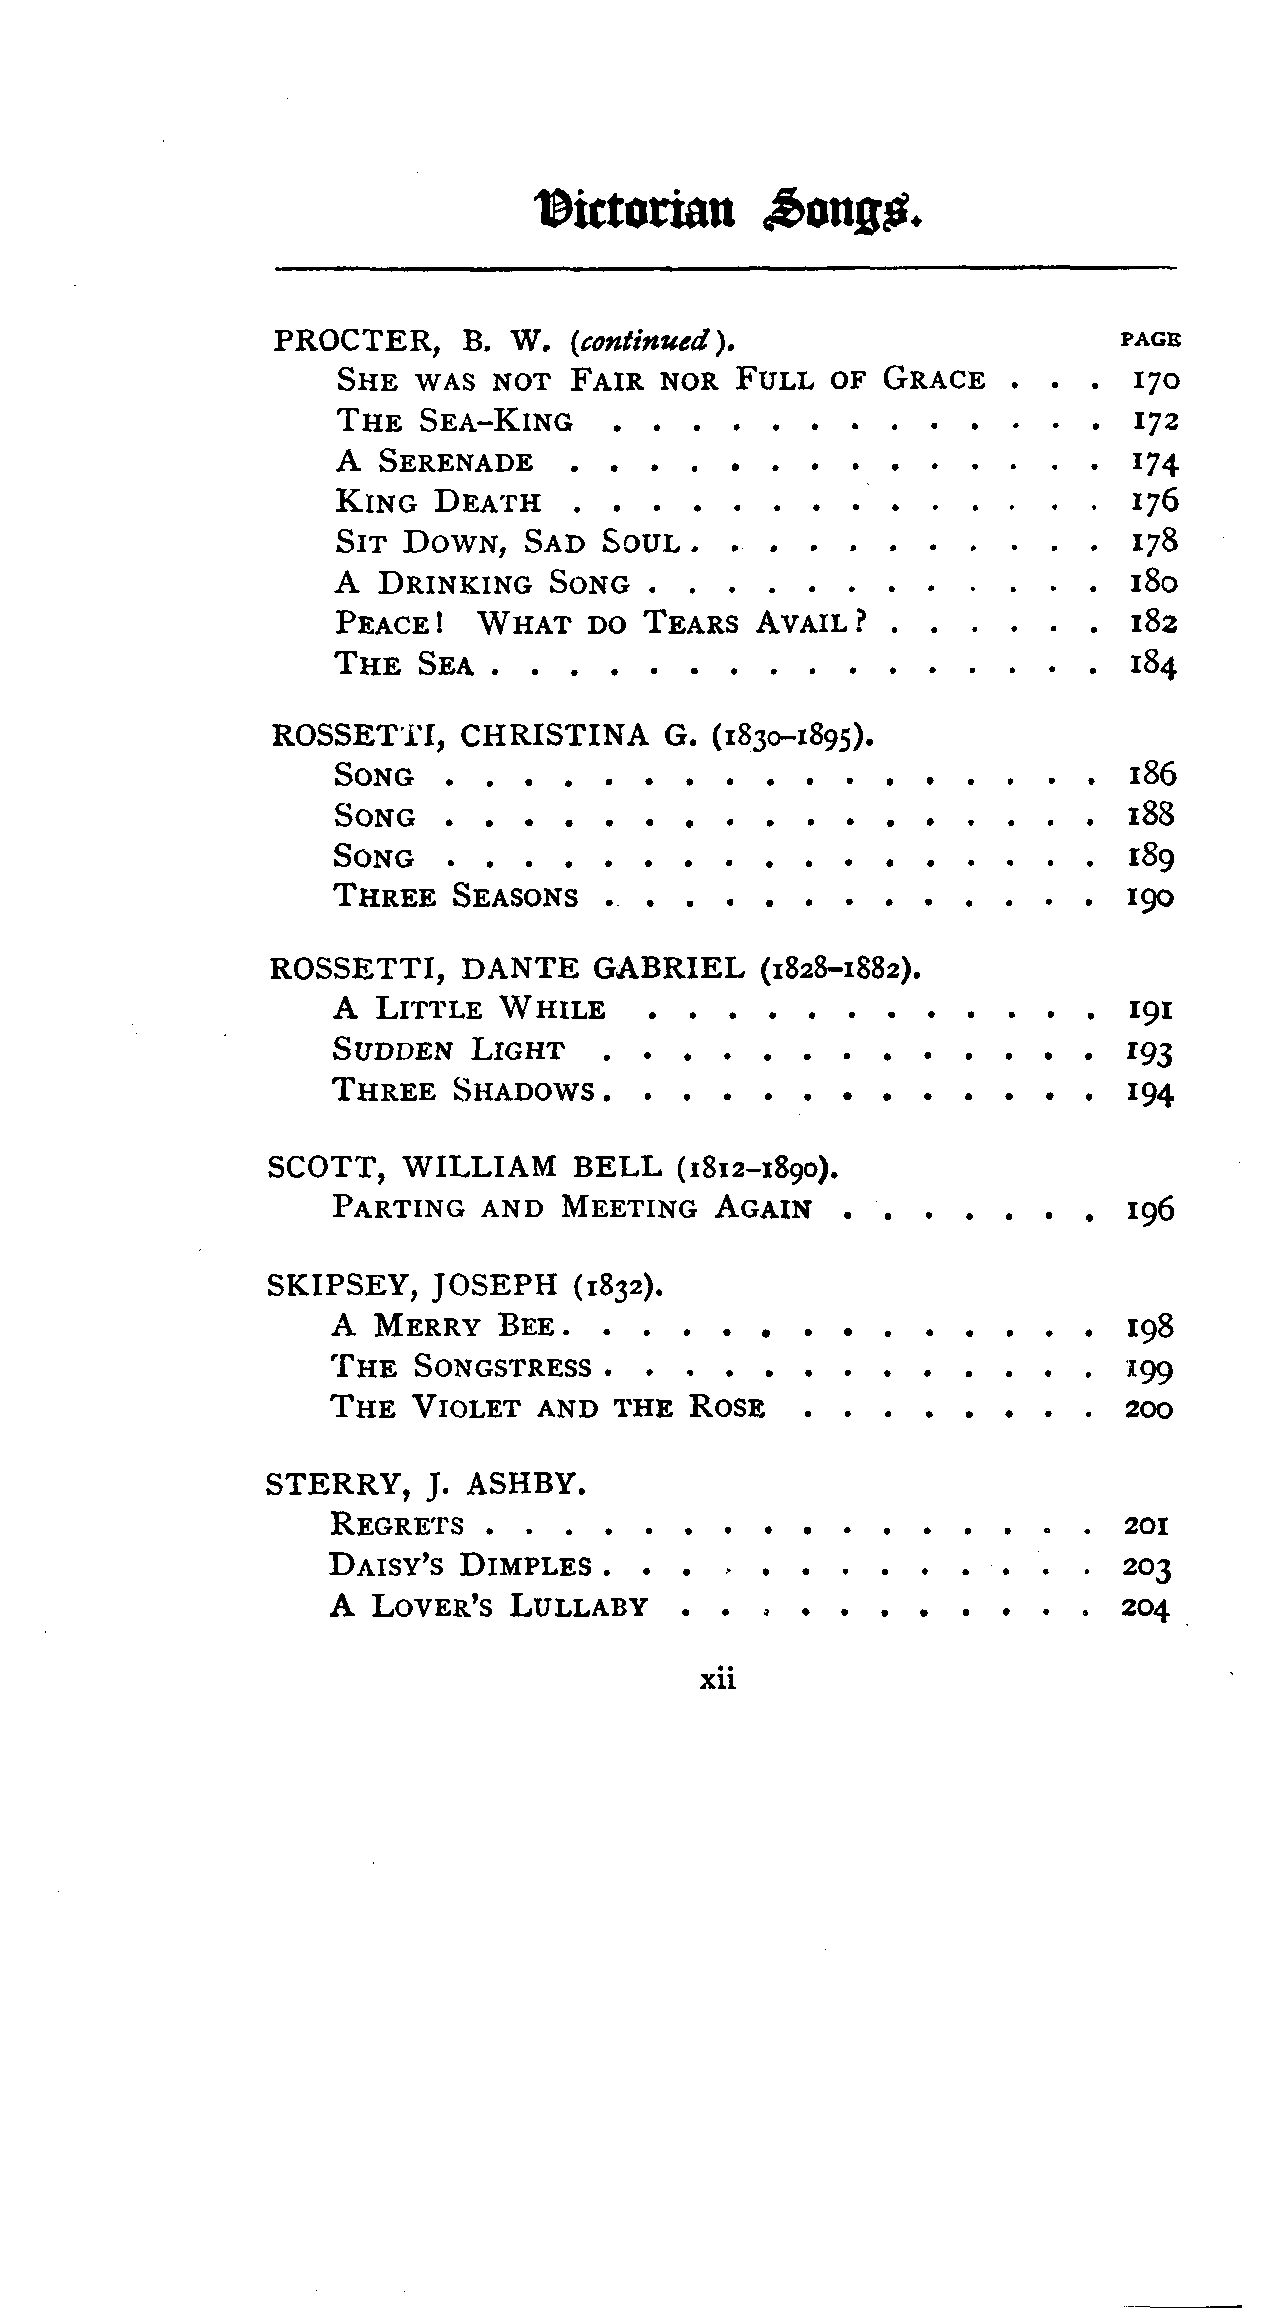 Victorian Songs.
PROCTER, B. W. (continued). PAGE
SHE WAS NOT FAIR NOR FULL OF GRACE . . . 170
THE SEA-KING . . . . . . . . . . . . . 172
A SERENADE . . . . . . . . . . . . . . 174
KING DEATH . . . . . . . . . . . . . . 176
SIT DOWN, SAD SOUL . . . . . . . . . . . 178
A DRINKING SONG . . . . . . . . . . . . 180
PEACE! WHAT DO TEARS AVAIL? . . . . . . 182
THE SEA . . . . . . . . . . . . . . . . 184
ROSSETTI, CHRISTINA G. (1830-1895).
SONG . . . . . . . . . . . . . . . . . 186
SONG . . . . . . . . . . . . . . . . . 188
SONG . . . . . . . . . . . . . . . . . 189
THREE SEASONS . . . . . . . . . . . . . 190
ROSSETTI, DANTE GABRIEL (1828-1882).
A LITTLE WHILE . . . . . . . . . . . . 191
SUDDEN LIGHT . . . . . . . . . . . . . 193
THREE SHADOWS . . . . . . . . . . . . . 194
SCOTT, WILLIAM BELL (1812-1890).
PARTING AND MEETING AGAIN . . . . . . . 196
SKIPSEY, JOSEPH (1832).
A MERRY BEE . . . . . . . . . . . . . . 198
THE SONGSTRESS . . . . . . . . . . . . . 199
THE VIOLET AND THE ROSE . . . . . . . . 200
STERRY, J. ASHBY.
REGRETS . . . . . . . . . . . . . . . . 201
DAISY'S DIMPLES . . . . . . . . . . . . . 203
A LOVER'S LULLABY . . . . . . . . . . . 204
xii